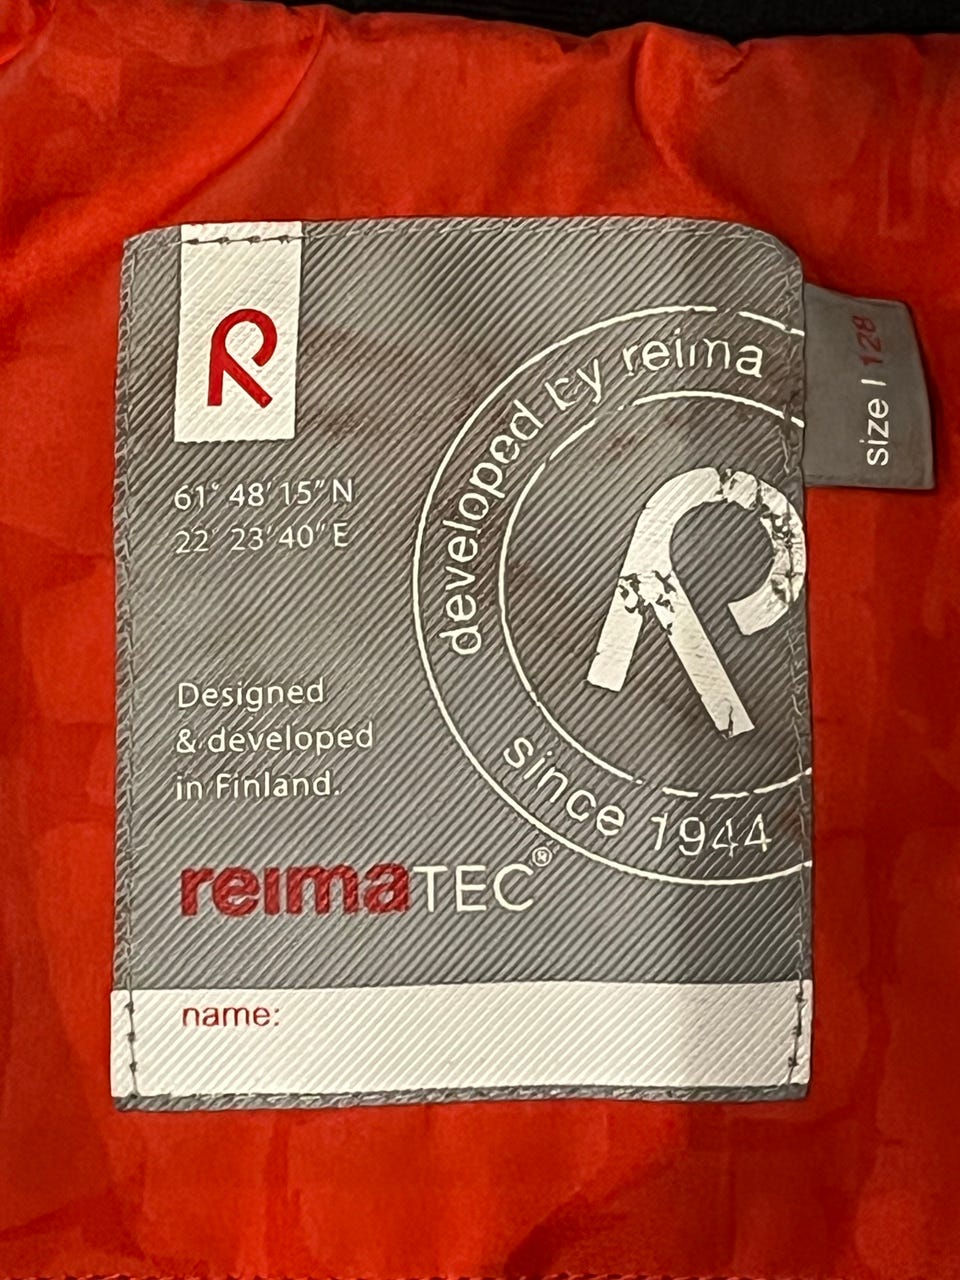 R
61° 48' 15" N
22° 23' 40" E
developed by reima
since 1944
R
size | 128
Designed
& developed
in Finland.
reimaTEC®
name: